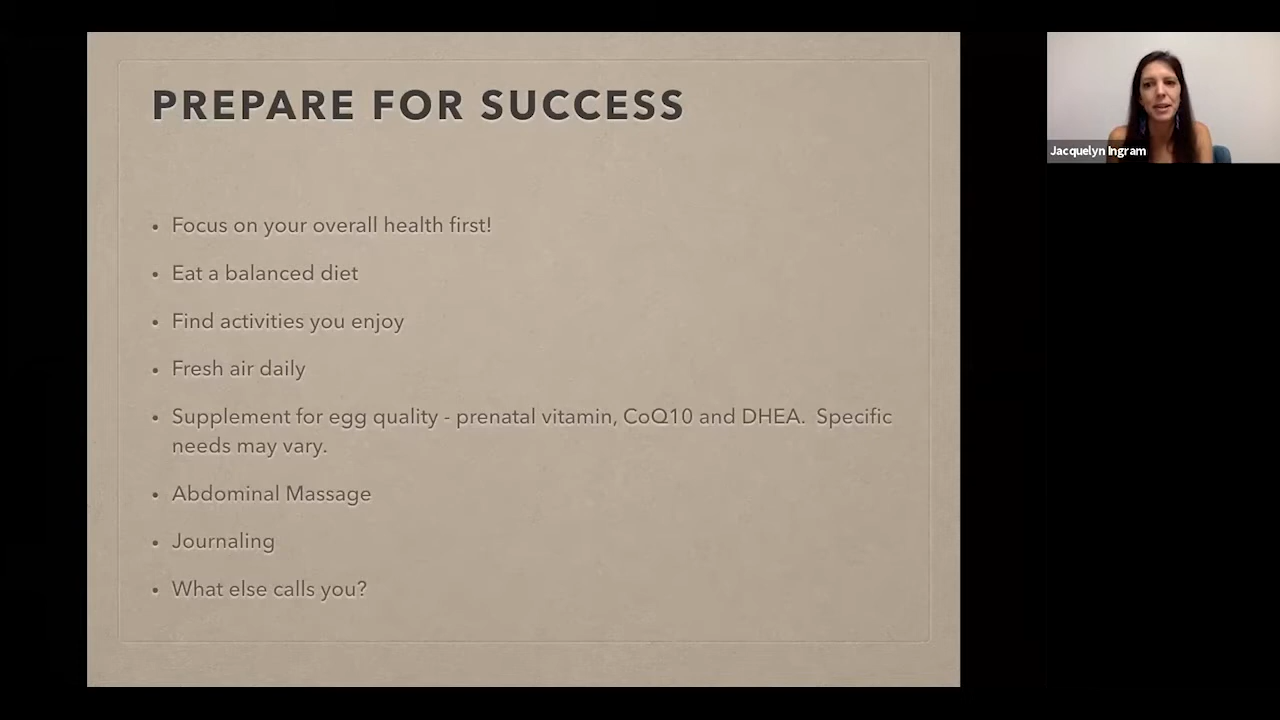 PREPARE FOR SUCCESS
• Focus on your overall health first!
• Eat a balanced diet
• Find activities you enjoy
• Fresh air daily
• Supplement for egg quality - prenatal vitamin, CoQ10 and DHEA.  Specific
needs may vary.
• Abdominal Massage
• Journaling
• What else calls you?
Jacquelyn Ingram